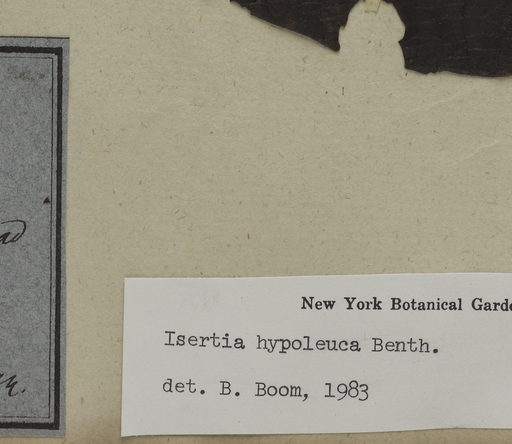 New York Botanical Garde
Isertia hypoleuca Benth.
det. B. Boom, 1983